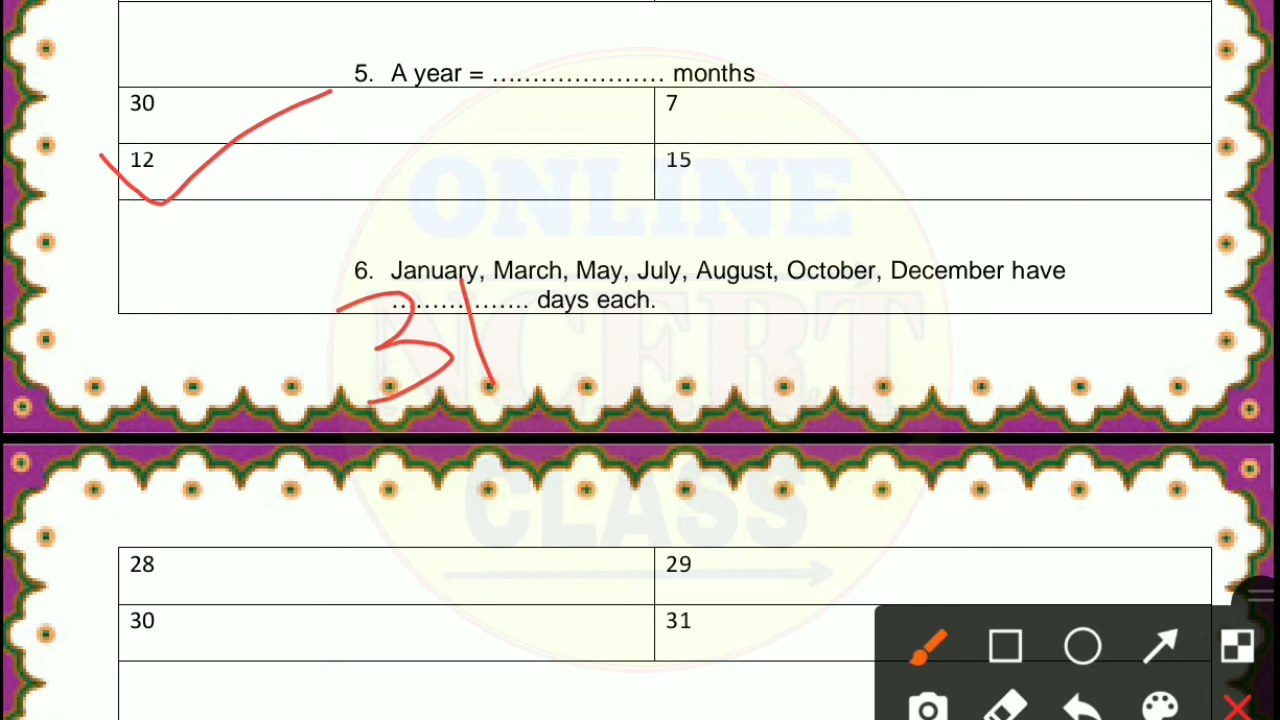 5. A year = ………………… months
30 7
12 15
6. January, March, May, July, August, October, December have
…………….. days each.
31
ONLINE
NCERT
CLASS
28 29
30 31